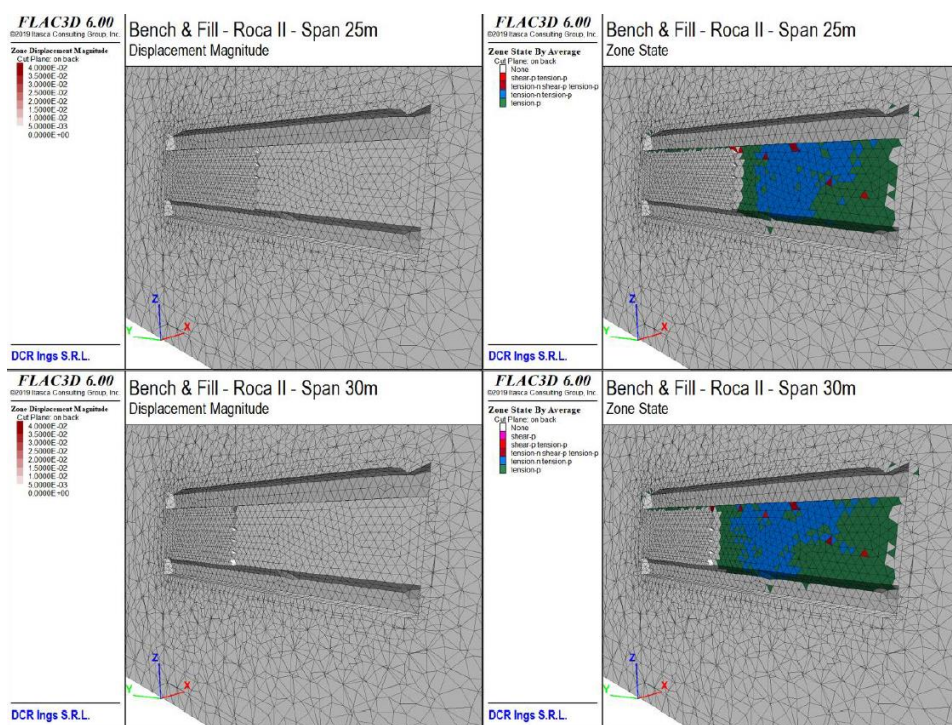 FLAC3D 6.00
©2019 Itasca Consulting Group, Inc.
Zone Displacement Magnitude
Cut Plane: on back
4.0000E-02
3.5000E-02
3.0000E-02
2.5000E-02
2.0000E-02
1.5000E-02
1.0000E-02
5.0000E-03
0.0000E+00
DCR Ings S.R.L.
Bench & Fill - Roca II - Span 25m
Displacement Magnitude
Z
Y
X
FLAC3D 6.00
©2019 Itasca Consulting Group, Inc.
Zone State By Average
Cut Plane: on back
None
shear-p tension-p
tension-n shear-p tension-p
tension-n tension-p
tension-p
DCR Ings S.R.L.
Bench & Fill - Roca II - Span 25m
Zone State
Z
Y
X
FLAC3D 6.00
©2019 Itasca Consulting Group, Inc.
Zone Displacement Magnitude
Cut Plane: on back
4.0000E-02
3.5000E-02
3.0000E-02
2.5000E-02
2.0000E-02
1.5000E-02
1.0000E-02
5.0000E-03
0.0000E+00
DCR Ings S.R.L.
Bench & Fill - Roca II - Span 30m
Displacement Magnitude
Z
Y
X
FLAC3D 6.00
©2019 Itasca Consulting Group, Inc.
Zone State By Average
Cut Plane: on back
None
shear-p
shear-p tension-p
tension-n shear-p tension-p
tension-n tension-p
tension-p
DCR Ings S.R.L.
Bench & Fill - Roca II - Span 30m
Zone State
Z
Y
X